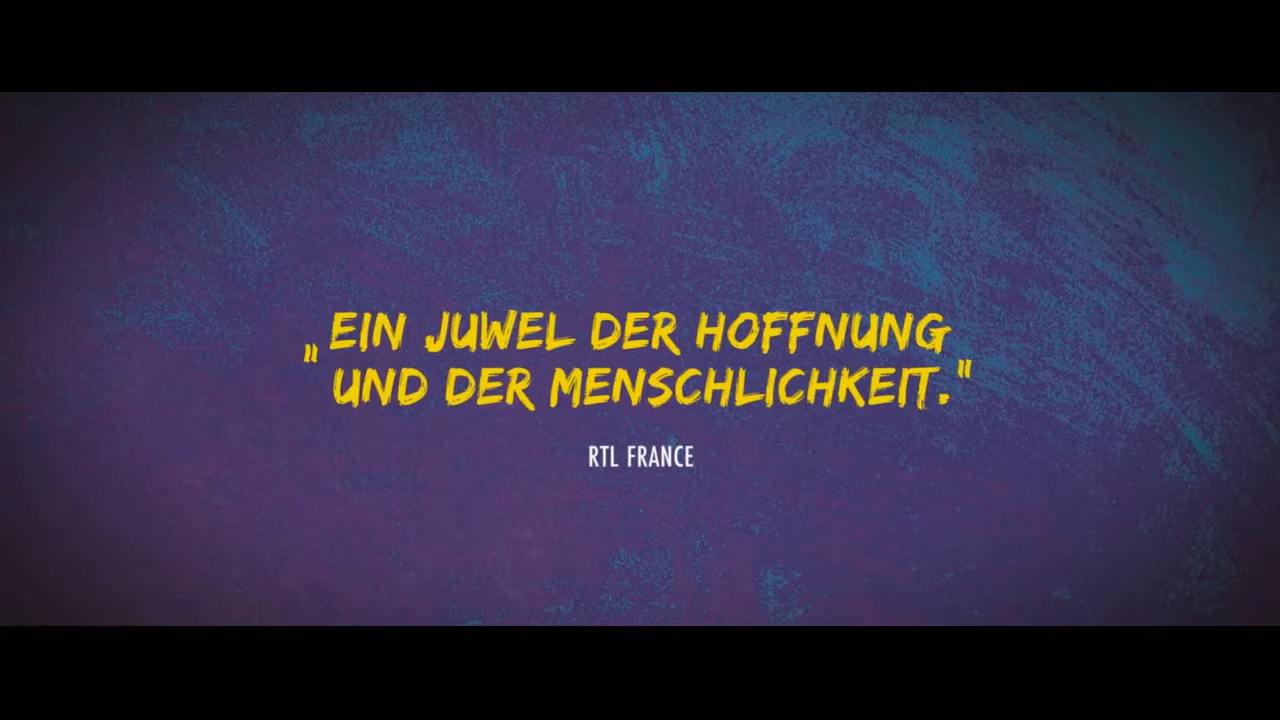 „EIN JUWEL DER HOFFNUNG
UND DER MENSCHLICHKEIT."
RTL FRANCE